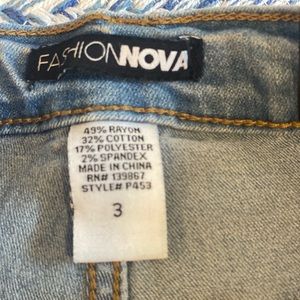 FASHIONNOVA
49% RAYON
32% COTTON
17% POLYESTER
2% SPANDEX
MADE IN CHINA
RN# 139867
STYLE# P453
3